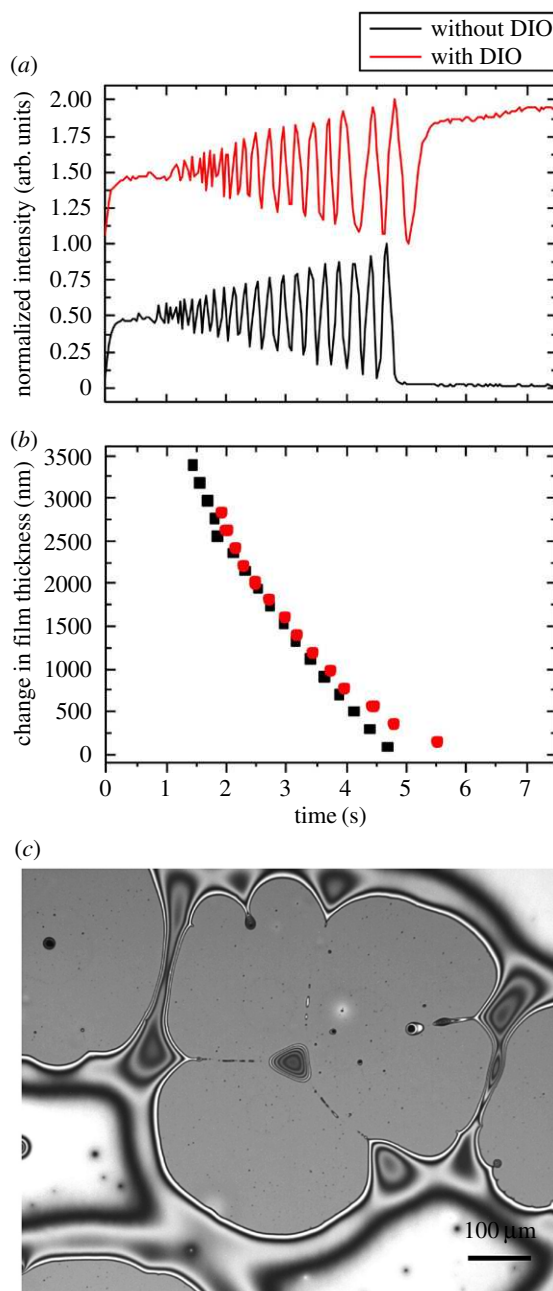 without DIO
with DIO
(a)
2.00
1.75
1.50
1.25
1.00
0.75
0.50
0.25
0
normalized intensity (arb. units)
(b)
3500
3000
2500
2000
1500
1000
500
0
change in film thickness (nm)
0 1 2 3 4 5 6 7
time (s)
(c)
100 µm